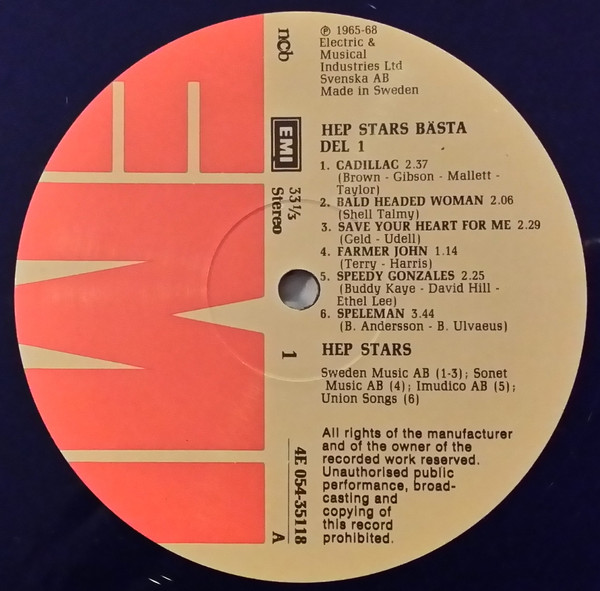 ℗ 1965-68
Electric &
Musical
Industries Ltd
Svenska AB
Made in Sweden
ncb
EMI
33 1/3
Stereo
1
4E 054-35118
A
HEP STARS BÄSTA
DEL 1
1. CADILLAC 2.37
(Brown - Gibson - Mallett -
Taylor)
2. BALD HEADED WOMAN 2.06
(Shell Talmy)
3. SAVE YOUR HEART FOR ME 2.29
(Geld - Udell)
4. FARMER JOHN 1.14
(Terry - Harris)
5. SPEEDY GONZALES 2.25
(Buddy Kaye - David Hill -
Ethel Lee)
6. SPELEMAN 3.44
(B. Andersson - B. Ulvaeus)
HEP STARS
Sweden Music AB (1-3); Sonet
Music AB (4); Imudico AB (5);
Union Songs (6)
All rights of the manufacturer
and of the owner of the
recorded work reserved.
Unauthorised public
performance, broad-
casting and
copying of
this record
prohibited.
EMI